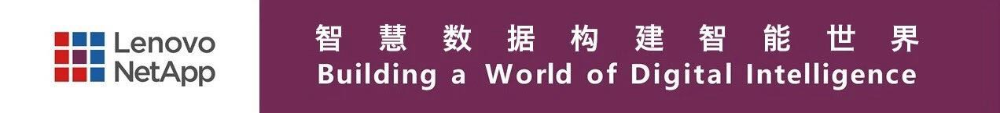 Lenovo
NetApp
智慧数据构建智能世界
Building a World of Digital Intelligence